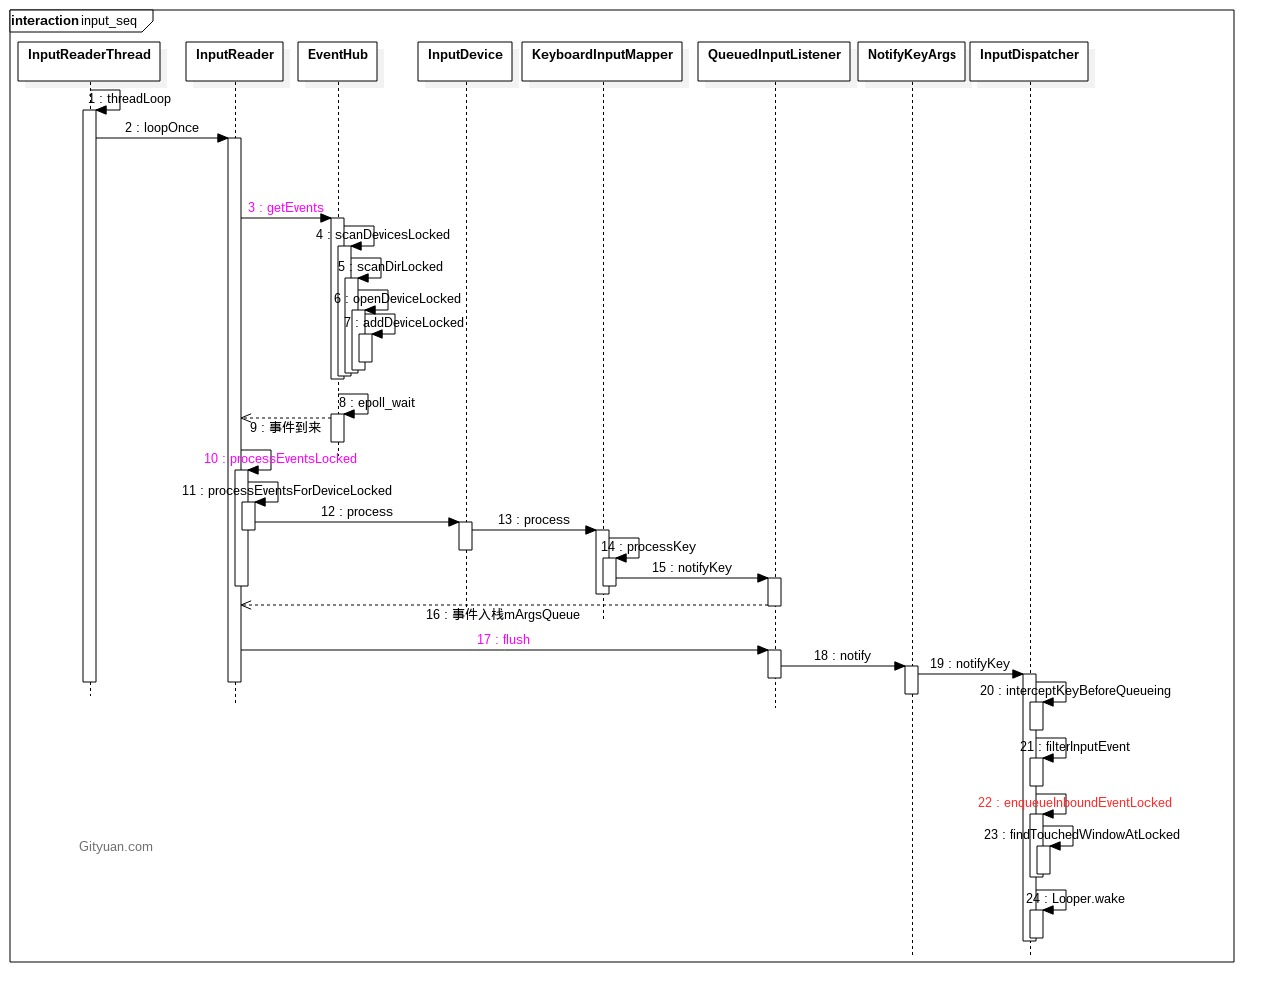 interaction input_seq
InputReaderThread
InputReader
EventHub
InputDevice
KeyboardInputMapper
QueuedInputListener
NotifyKeyArgs
InputDispatcher
1 : threadLoop
2 : loopOnce
3 : getEvents
4 : scanDevicesLocked
5 : scanDirLocked
6 : openDeviceLocked
7 : addDeviceLocked
8 : epoll_wait
9 : 事件到来
10 : processEventsLocked
11 : processEventsForDeviceLocked
12 : process
13 : process
14 : processKey
15 : notifyKey
16 : 事件入栈mArgsQueue
17 : flush
18 : notify
19 : notifyKey
20 : interceptKeyBeforeQueueing
21 : filterInputEvent
22 : enqueueInboundEventLocked
23 : findTouchedWindowAtLocked
24 : Looper.wake
Gityuan.com